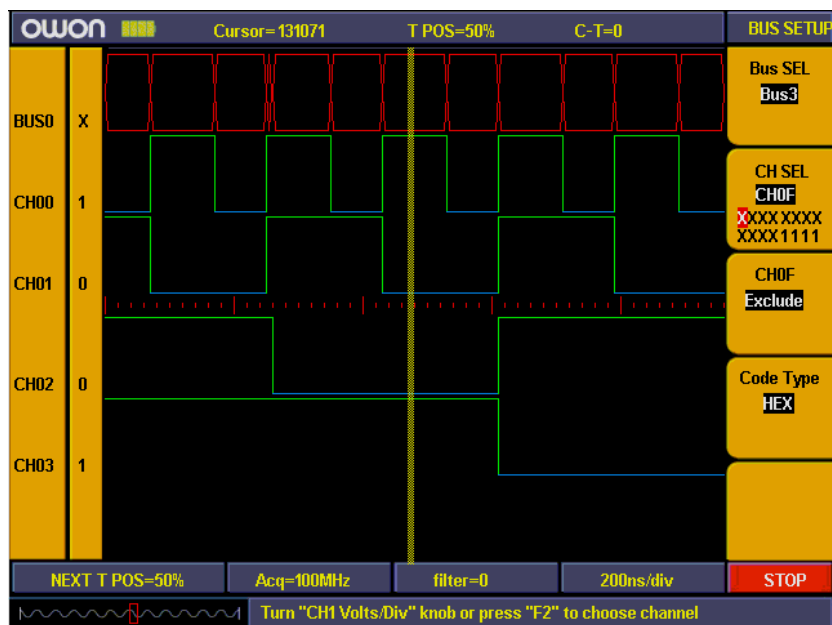 OWON Cursor=131071 T POS=50% C-T=0 BUS SETUP
Bus SEL
Bus3
BUS0 X
CH SEL
CH0F
XXXX XXXX
XXXX1111
CH00 1
CH01 0
CH0F
Exclude
CH02 0
Code Type
HEX
CH03 1
NEXT T POS=50% Acq=100MHz filter=0 200ns/div STOP
Turn "CH1 Volts/Div" knob or press "F2" to choose channel